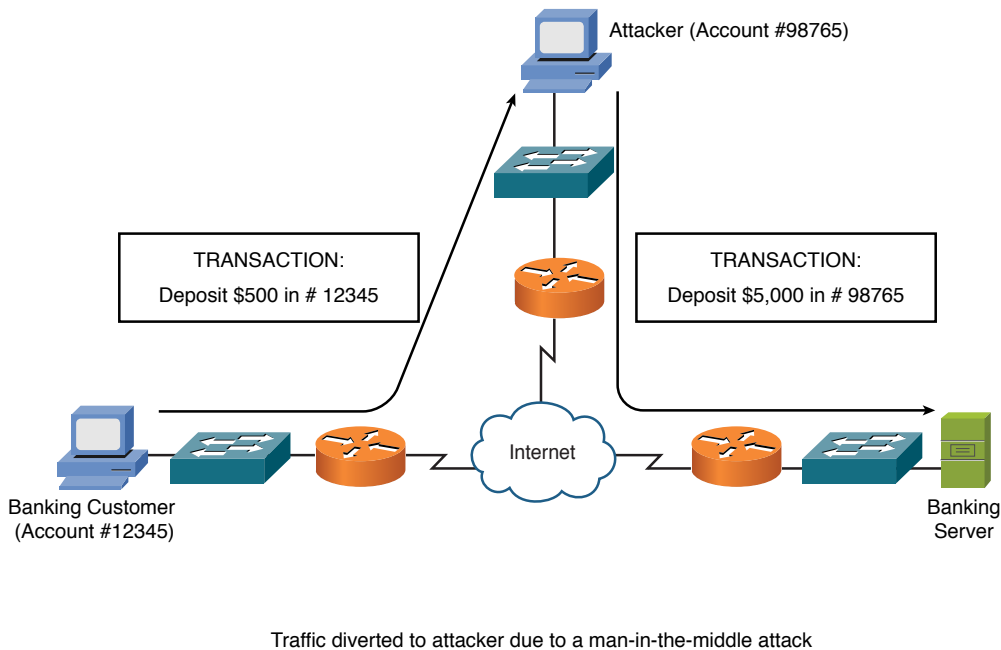 Attacker (Account #98765)
TRANSACTION:
Deposit $500 in # 12345
TRANSACTION:
Deposit $5,000 in # 98765
Internet
Banking Customer
(Account #12345)
Banking
Server
Traffic diverted to attacker due to a man-in-the-middle attack